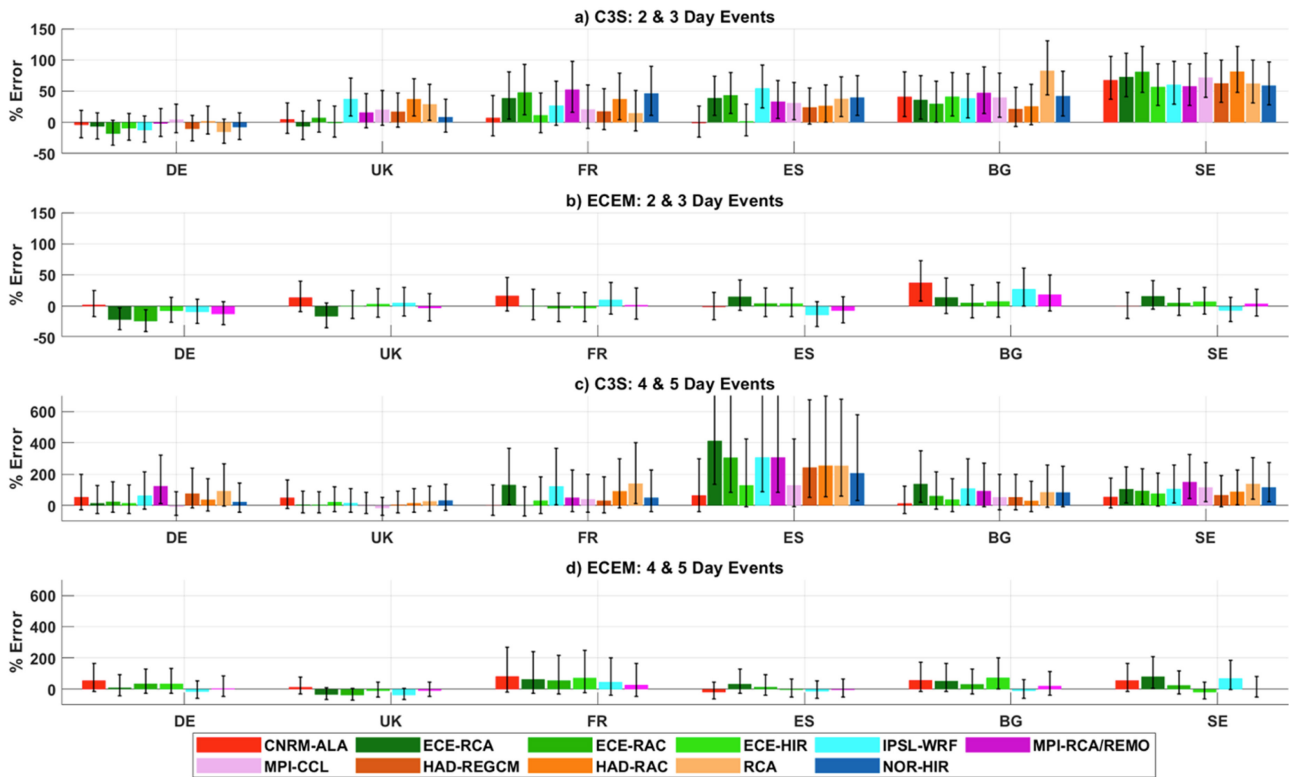 a) C3S: 2 & 3 Day Events
% Error
150
100
50
0
-50
DE UK FR ES BG SE
b) ECEM: 2 & 3 Day Events
% Error
150
100
50
0
-50
DE UK FR ES BG SE
c) C3S: 4 & 5 Day Events
% Error
600
400
200
0
DE UK FR ES BG SE
d) ECEM: 4 & 5 Day Events
% Error
600
400
200
0
DE UK FR ES BG SE
CNRM-ALA ECE-RCA ECE-RAC ECE-HIR IPSL-WRF MPI-RCA/REMO
MPI-CCL HAD-REGCM HAD-RAC RCA NOR-HIR